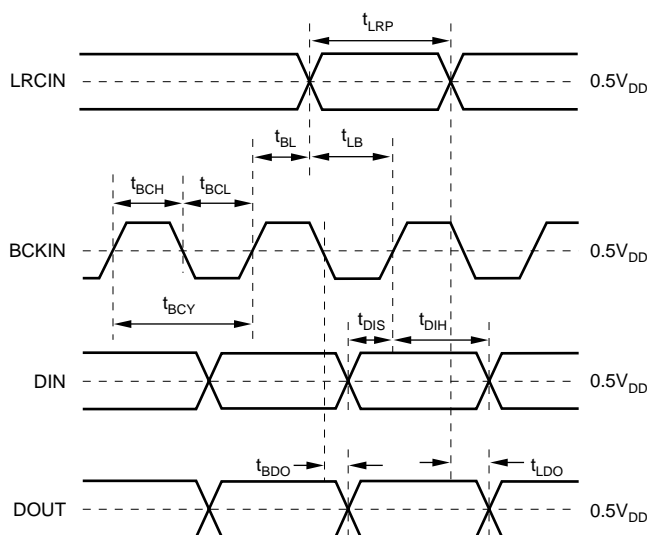 tLRP
LRCIN
0.5VDD
tBL
tLB
tBCH
tBCL
BCKIN
0.5VDD
tBCY
tDIS
tDIH
DIN
0.5VDD
tBDO
tLDO
DOUT
0.5VDD